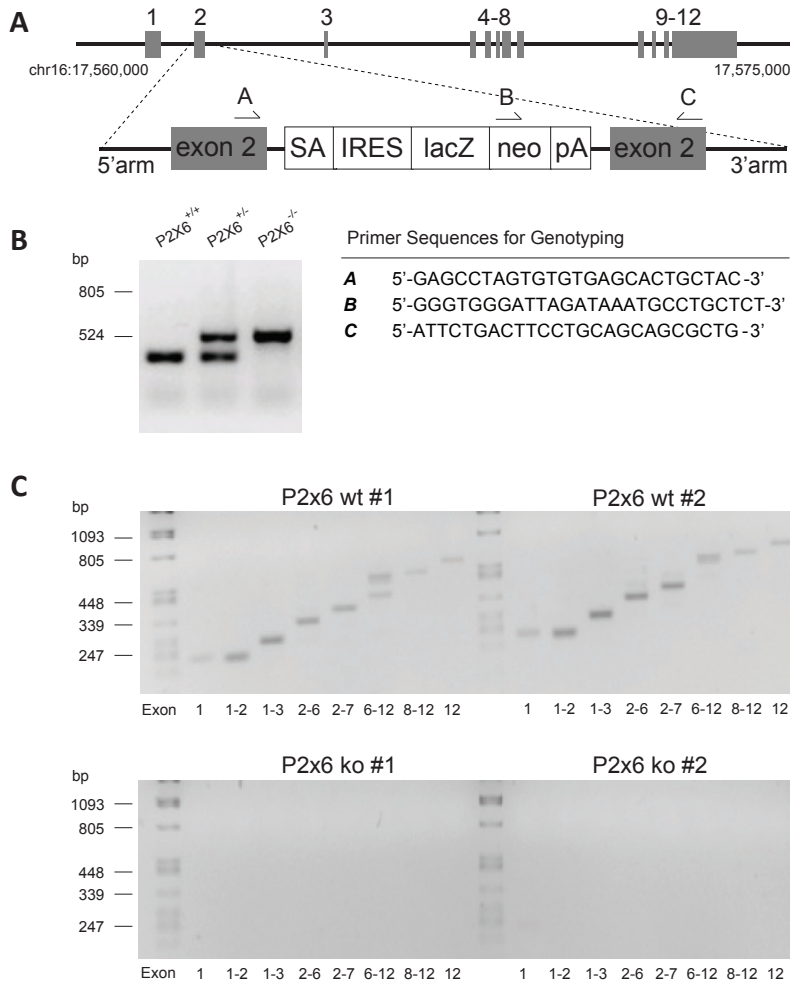 A
1 2 3 4-8 9-12
chr16:17,560,000 17,575,000
A B C
exon 2 SA IRES lacZ neo pA exon 2
5’arm 3’arm
B
P2X6+/+ P2X6+/- P2X6-/-
bp
805
524
Primer Sequences for Genotyping
A 5’-GAGCCTAGTGTGTGAGCACTGCTAC-3’
B 5’-GGGTGGGATTAGATAAATGCCTGCTCT-3’
C 5’-ATTCTGACTTCCTGCAGCAGCGCTG-3’
C
P2x6 wt #1 P2x6 wt #2
bp
1093
805
448
339
247
Exon 1 1-2 1-3 2-6 2-7 6-12 8-12 12 1 1-2 1-3 2-6 2-7 6-12 8-12 12
P2x6 ko #1 P2x6 ko #2
bp
1093
805
448
339
247
Exon 1 1-2 1-3 2-6 2-7 6-12 8-12 12 1 1-2 1-3 2-6 2-7 6-12 8-12 12